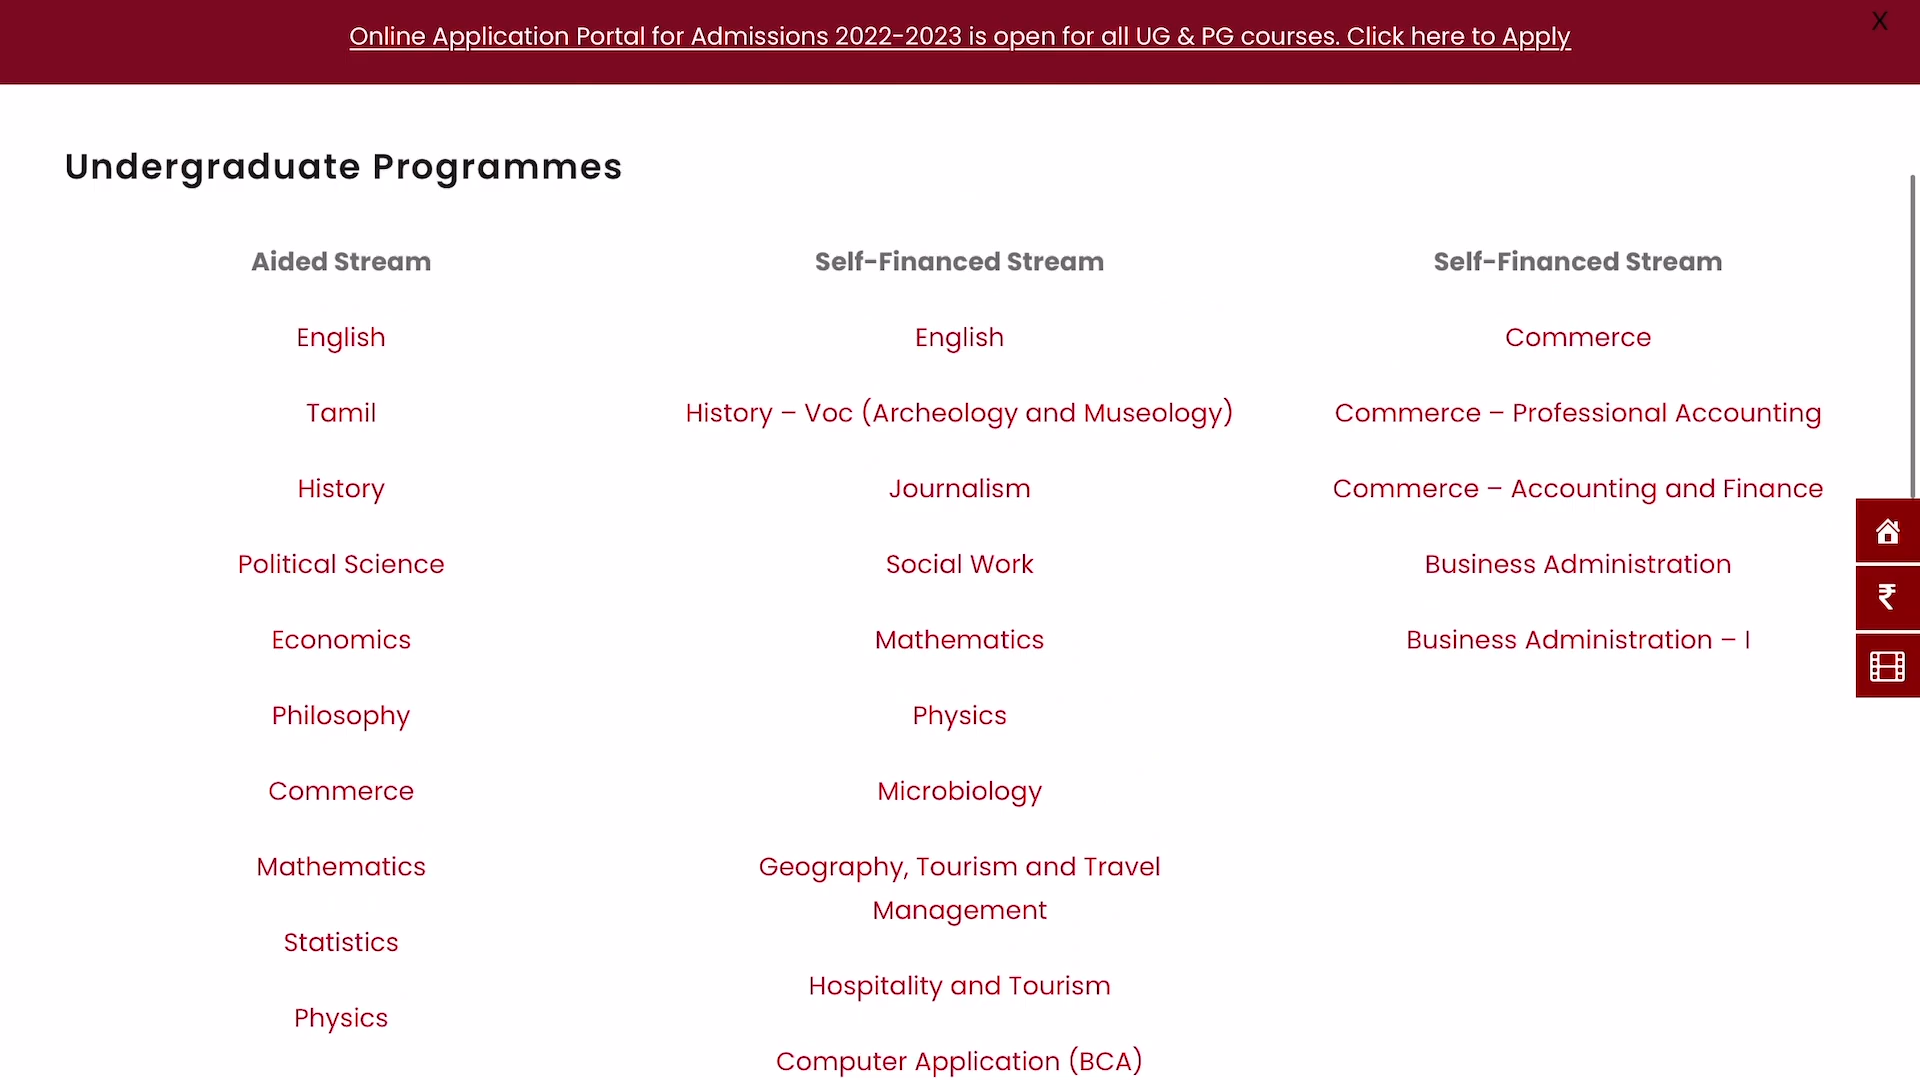 Online Application Portal for Admissions 2022-2023 is open for all UG & PG courses. Click here to Apply
X
Undergraduate Programmes
Aided Stream
English
Tamil
History
Political Science
Economics
Philosophy
Commerce
Mathematics
Statistics
Physics
Self-Financed Stream
English
History – Voc (Archeology and Museology)
Journalism
Social Work
Mathematics
Physics
Microbiology
Geography, Tourism and Travel
Management
Hospitality and Tourism
Computer Application (BCA)
Self-Financed Stream
Commerce
Commerce – Professional Accounting
Commerce – Accounting and Finance
Business Administration
Business Administration – I
₹